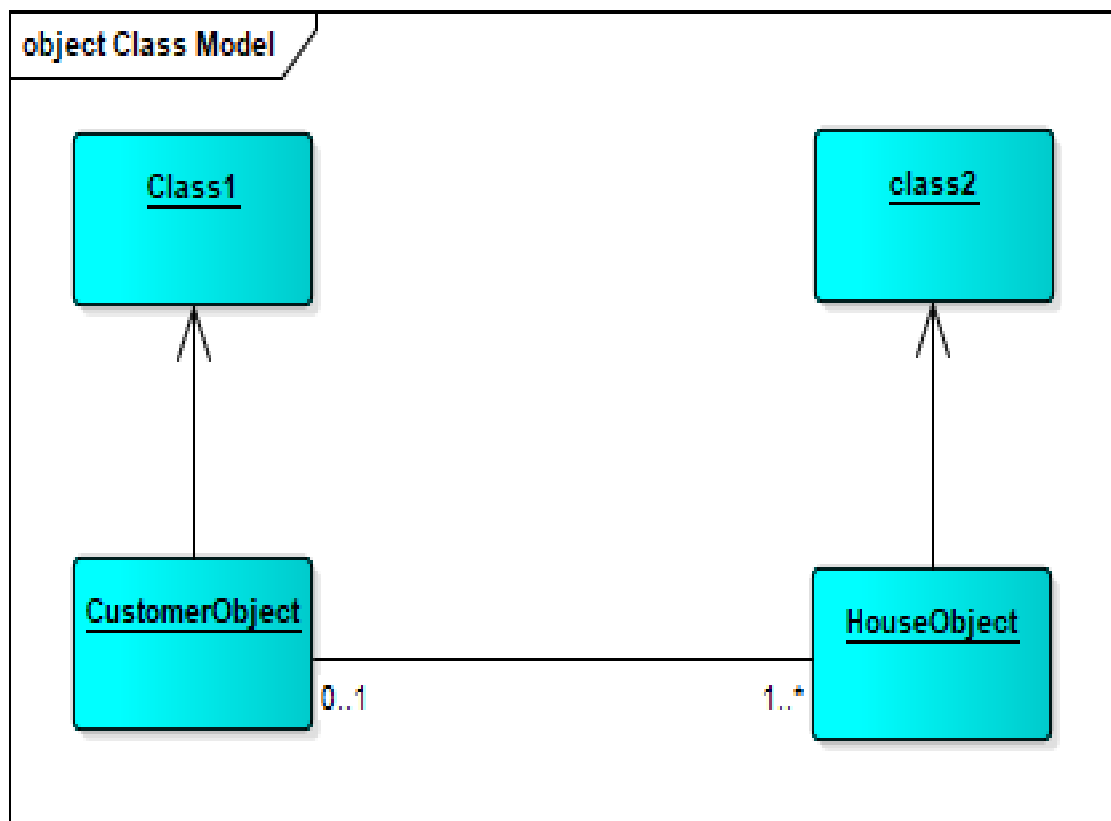 object Class Model
Class1
class2
CustomerObject
HouseObject
0..1
1..*